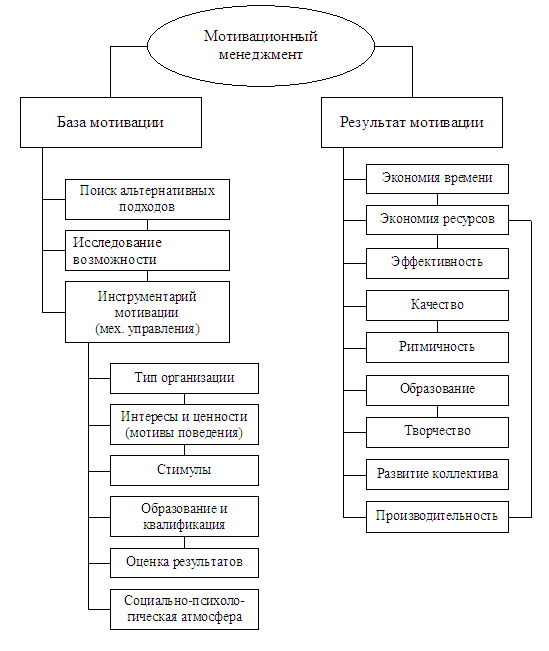 Мотивационный
менеджмент
База мотивации
Поиск альтернативных
подходов
Исследование
возможности
Инструментарий
мотивации
(мех. управления)
Тип организации
Интересы и ценности
(мотивы поведения)
Стимулы
Образование и
квалификация
Оценка результатов
Социально-психоло-
гическая атмосфера
Результат мотивации
Экономия времени
Экономия ресурсов
Эффективность
Качество
Ритмичность
Образование
Творчество
Развитие коллектива
Производительность